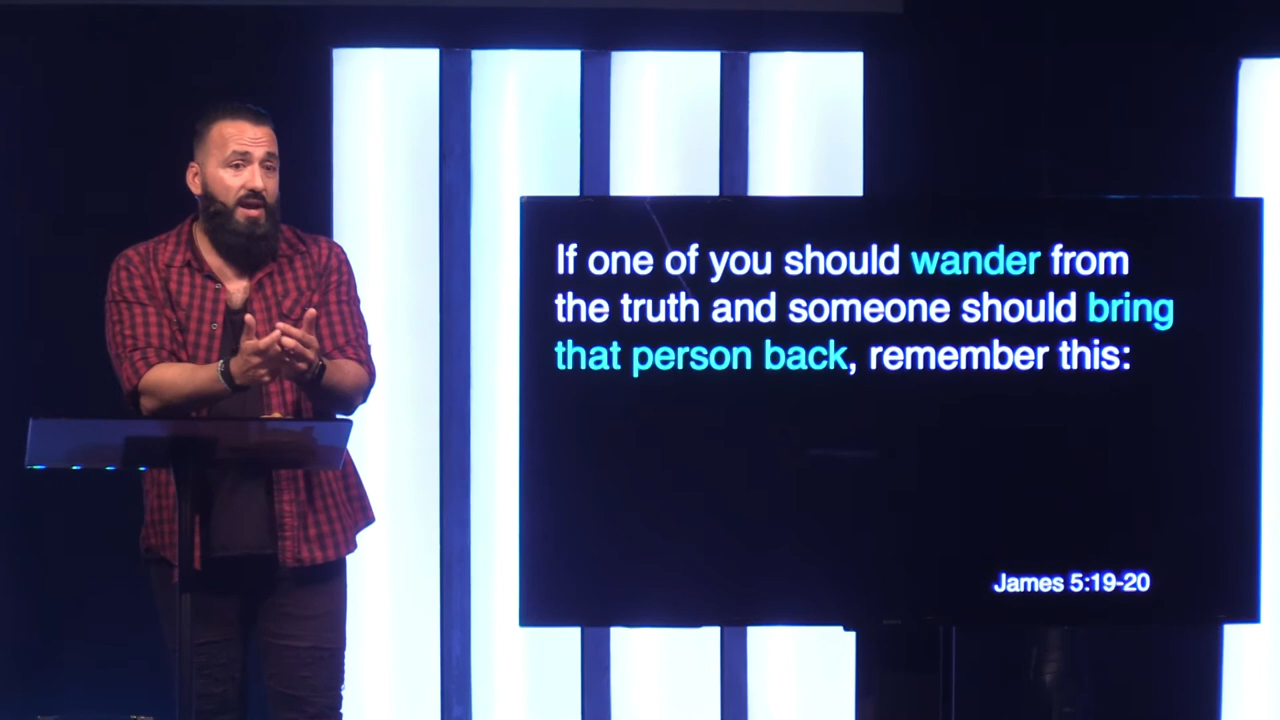 If one of you should wander from
the truth and someone should bring
that person back, remember this:
James 5:19-20